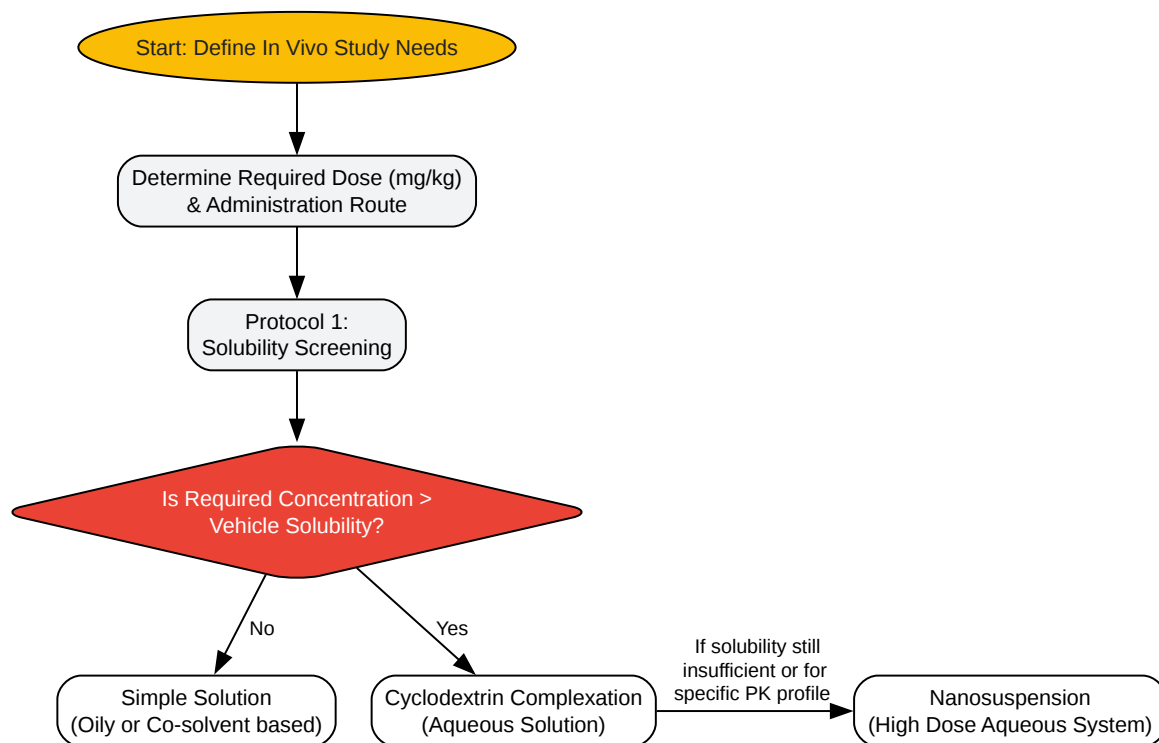 Start: Define In Vivo Study Needs
Determine Required Dose (mg/kg)
& Administration Route
Protocol 1:
Solubility Screening
Is Required Concentration >
Vehicle Solubility?
No
Yes
If solubility still
insufficient or for
specific PK profile
Simple Solution
(Oily or Co-solvent based)
Cyclodextrin Complexation
(Aqueous Solution)
Nanosuspension
(High Dose Aqueous System)